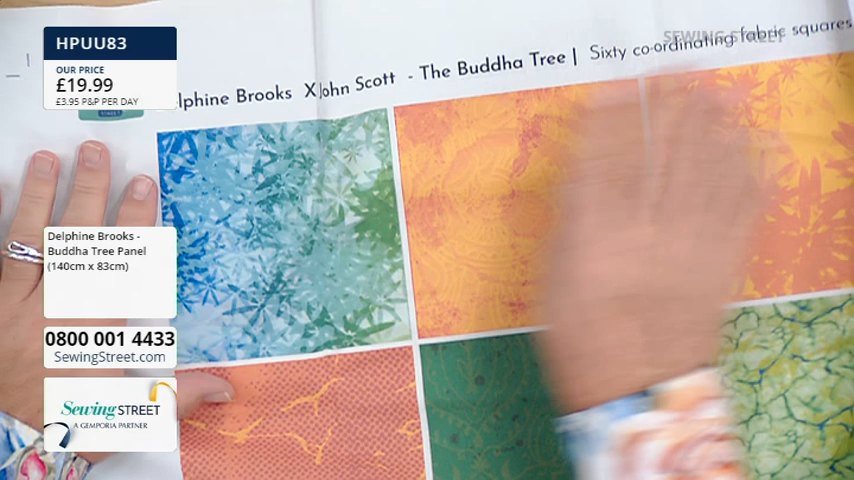 HPUU83
OUR PRICE
£19.99
£3.95 P&P PER DAY
SEWING STREET
lphine Brooks X John Scott - The Buddha Tree | Sixty co-ordinating fabric squares
STREET
Delphine Brooks -
Buddha Tree Panel
(140cm x 83cm)
0800 001 4433
SewingStreet.com
Sewing STREET
A GEMPORIA PARTNER